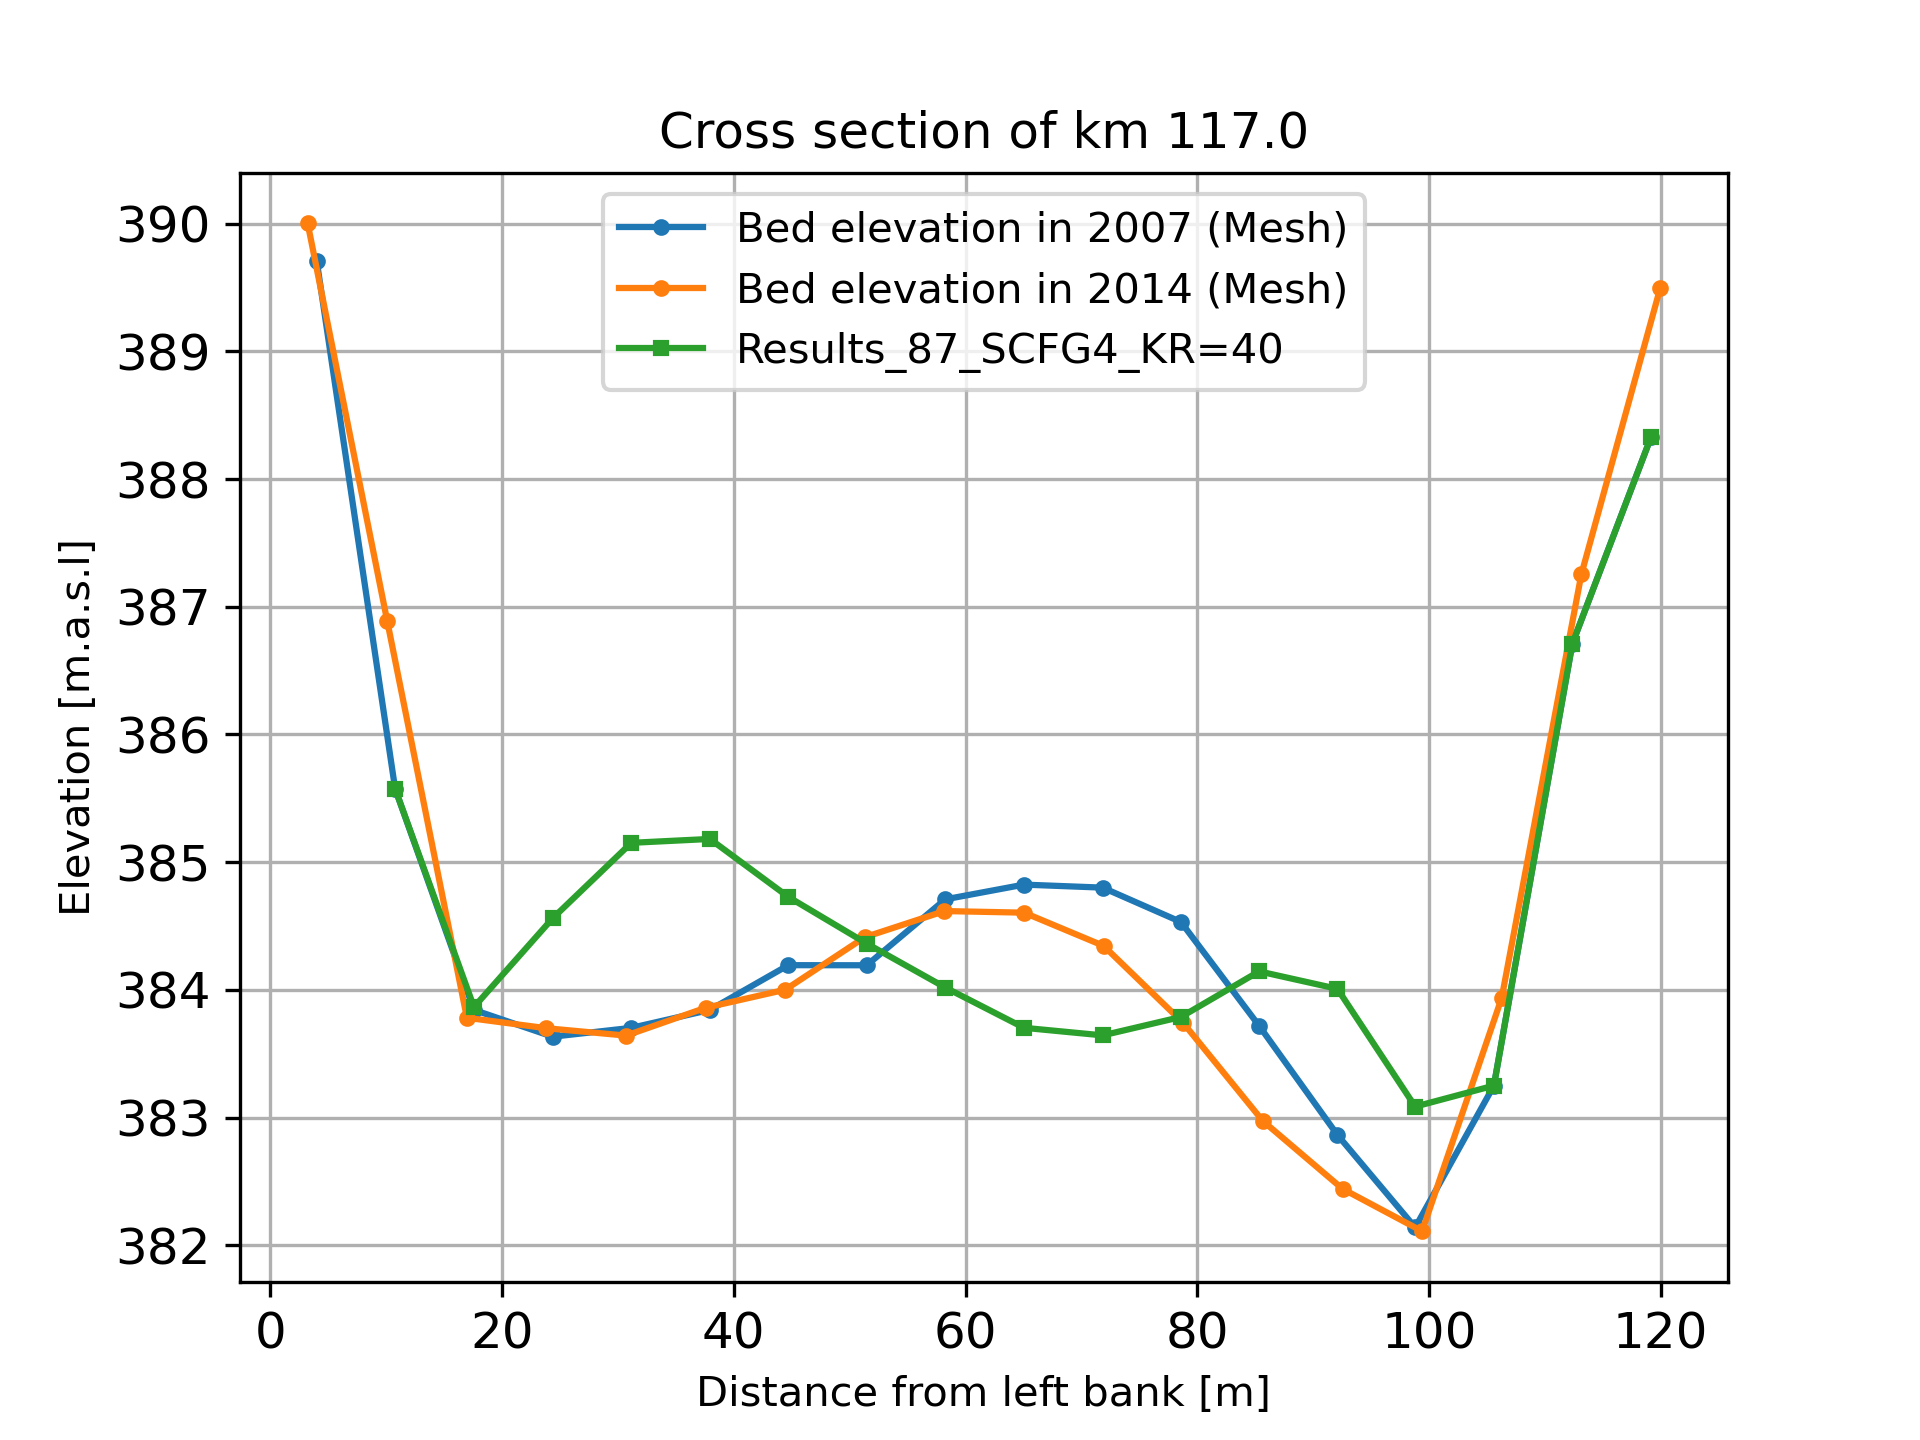 Cross section of km 117.0
Bed elevation in 2007 (Mesh)
Bed elevation in 2014 (Mesh)
Results_87_SCFG4_KR=40
Elevation [m.a.s.l]
390
389
388
387
386
385
384
383
382
0 20 40 60 80 100 120
Distance from left bank [m]